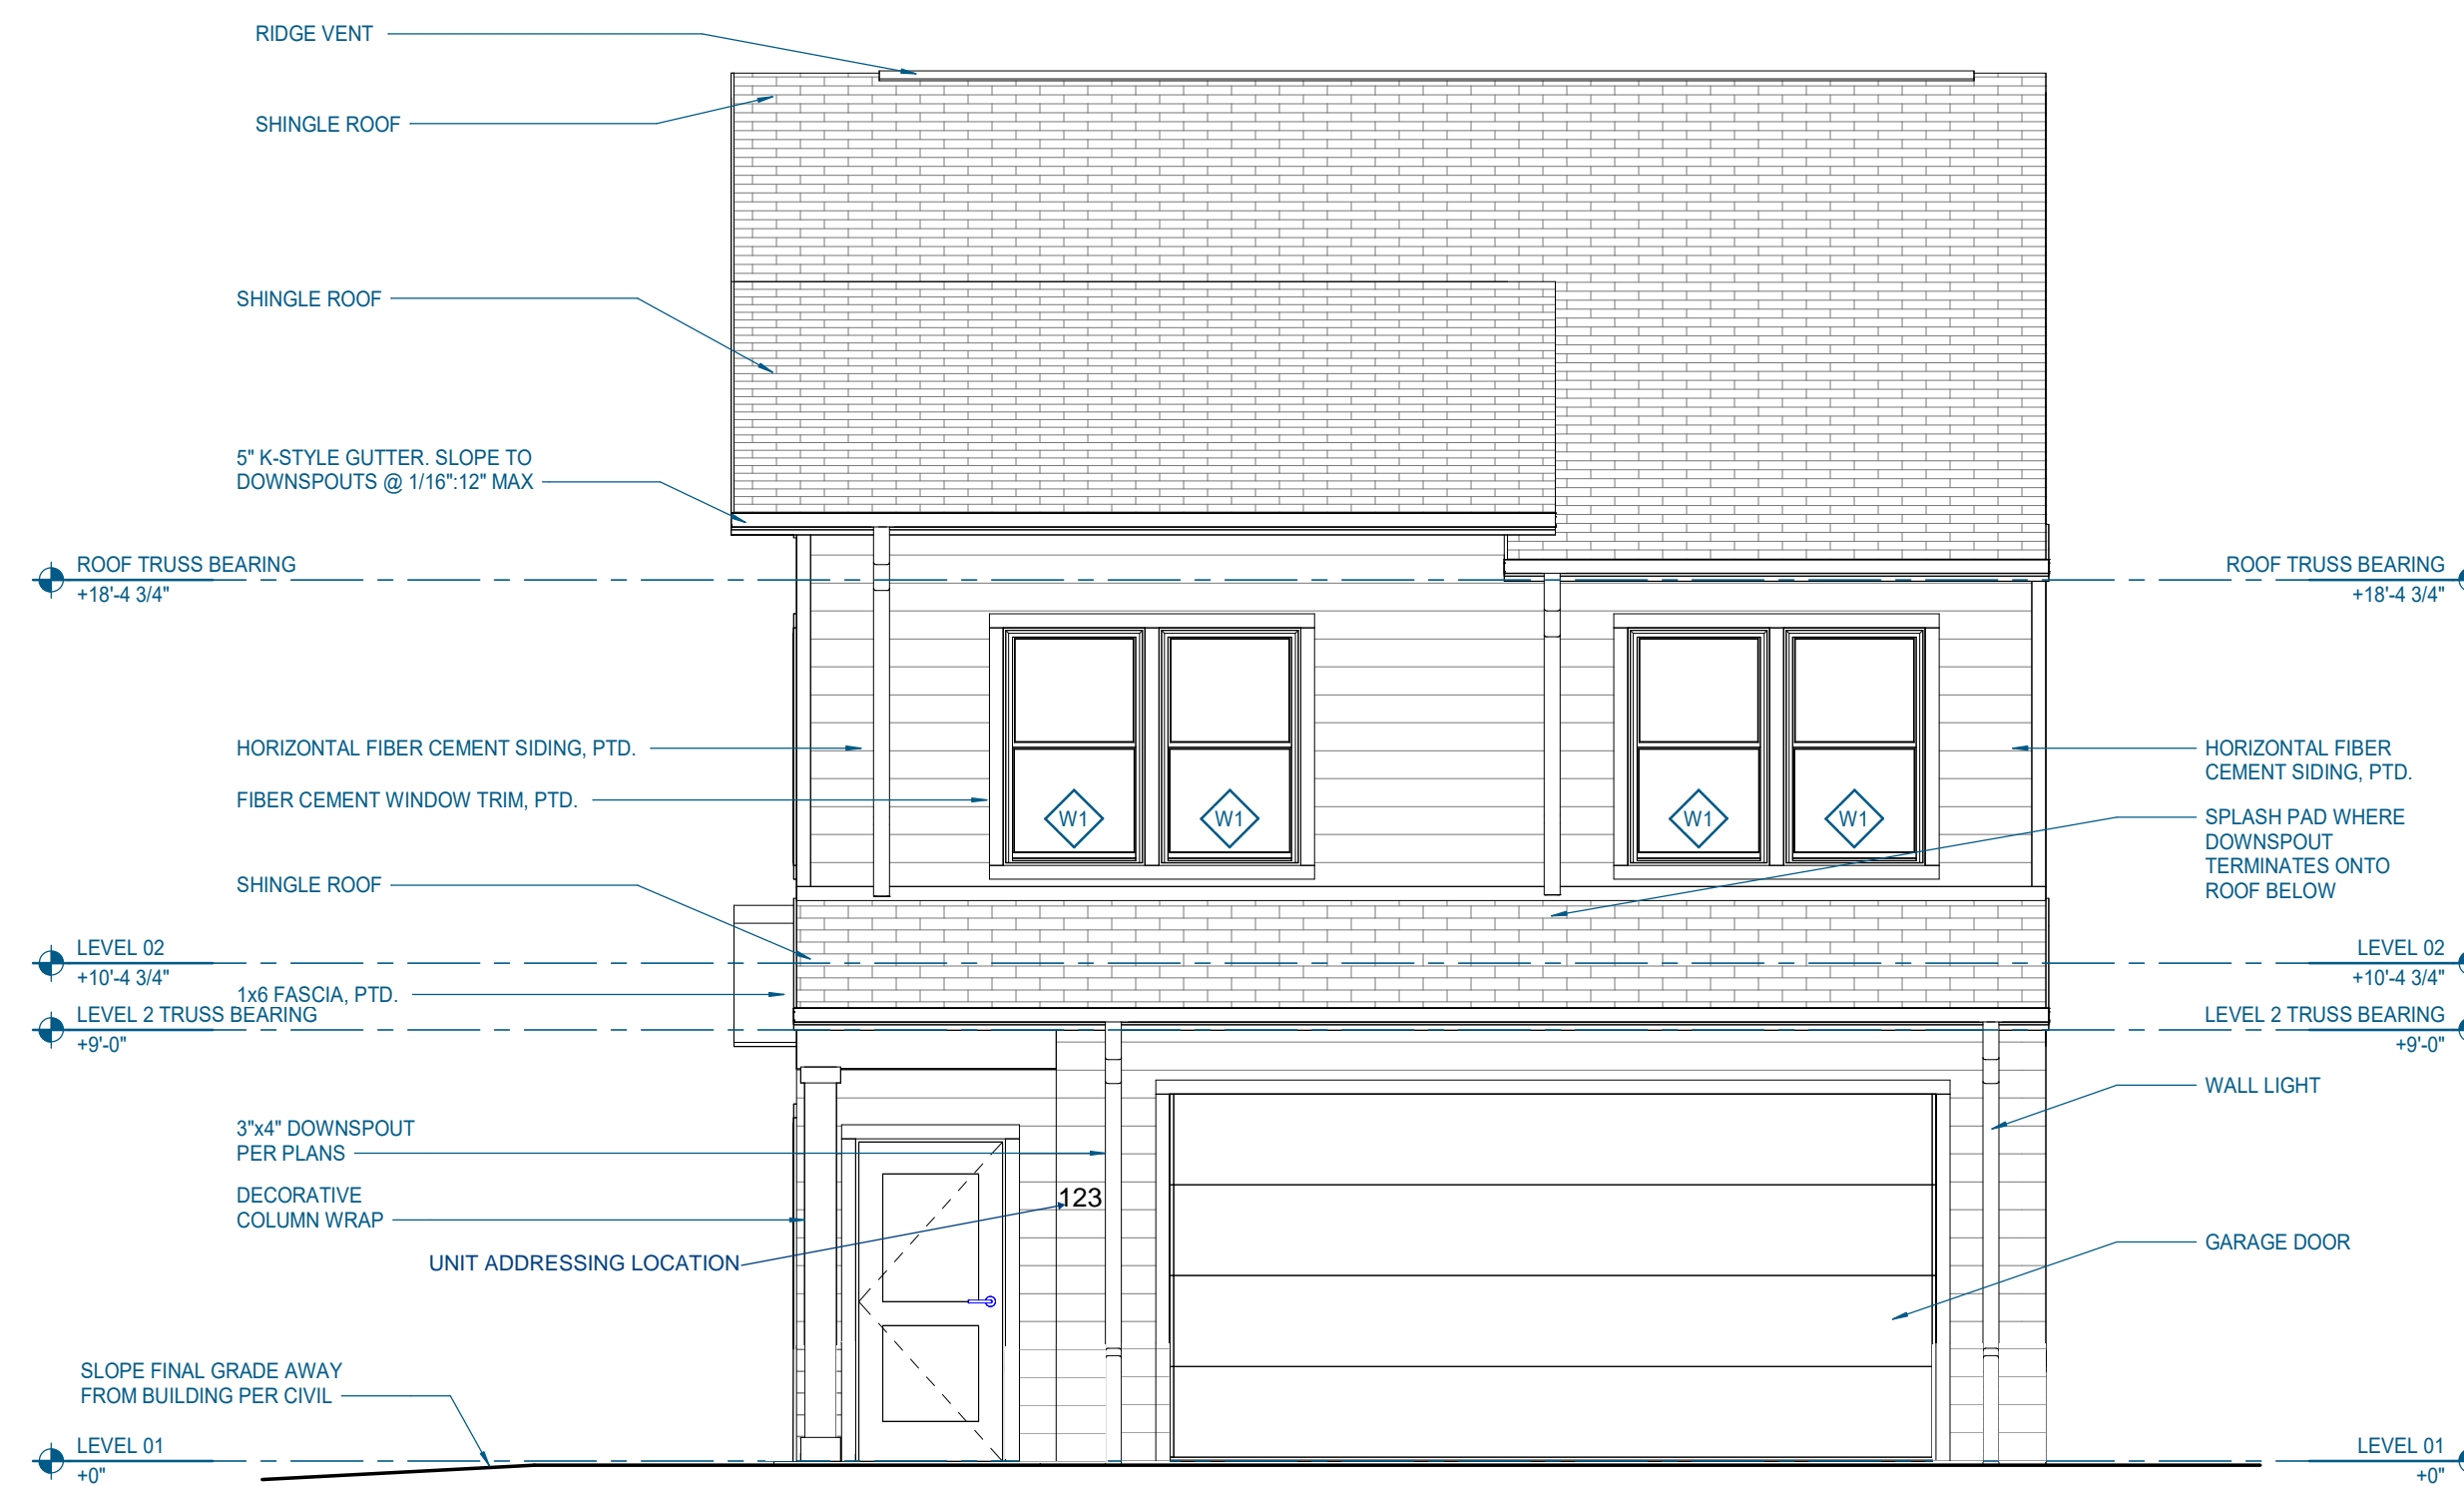 RIDGE VENT
SHINGLE ROOF
SHINGLE ROOF
5" K-STYLE GUTTER. SLOPE TO
DOWNSPOUTS @ 1/16":12" MAX
ROOF TRUSS BEARING
+18'-4 3/4"
ROOF TRUSS BEARING
+18'-4 3/4"
HORIZONTAL FIBER CEMENT SIDING, PTD.
FIBER CEMENT WINDOW TRIM, PTD.
W1
W1
W1
W1
HORIZONTAL FIBER
CEMENT SIDING, PTD.
SPLASH PAD WHERE
DOWNSPOUT
TERMINATES ONTO
ROOF BELOW
SHINGLE ROOF
LEVEL 02
+10'-4 3/4"
LEVEL 02
+10'-4 3/4"
1x6 FASCIA, PTD.
LEVEL 2 TRUSS BEARING
+9'-0"
LEVEL 2 TRUSS BEARING
+9'-0"
WALL LIGHT
3"x4" DOWNSPOUT
PER PLANS
DECORATIVE
COLUMN WRAP
123
UNIT ADDRESSING LOCATION
GARAGE DOOR
SLOPE FINAL GRADE AWAY
FROM BUILDING PER CIVIL
LEVEL 01
+0"
LEVEL 01
+0"